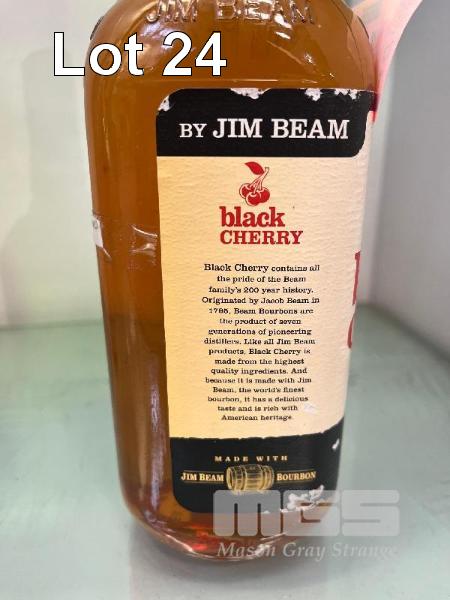 JIM BEAM
Lot 24
BY JIM BEAM
black
CHERRY
Black Cherry contains all
the pride of the Beam
family's 200 year history.
Originated by Jacob Beam in
1795, Beam Bourbons are
the product of seven
generations of pioneering
distillers. Like all Jim Beam
products, Black Cherry is
made from the highest
quality ingredients. And
because it is made with Jim
Beam, the world's finest
bourbon, it has a delicious
taste and is rich with
American heritage.
MADE WITH
JIM BEAM BOURBON
MGS
Mason Gray Strange